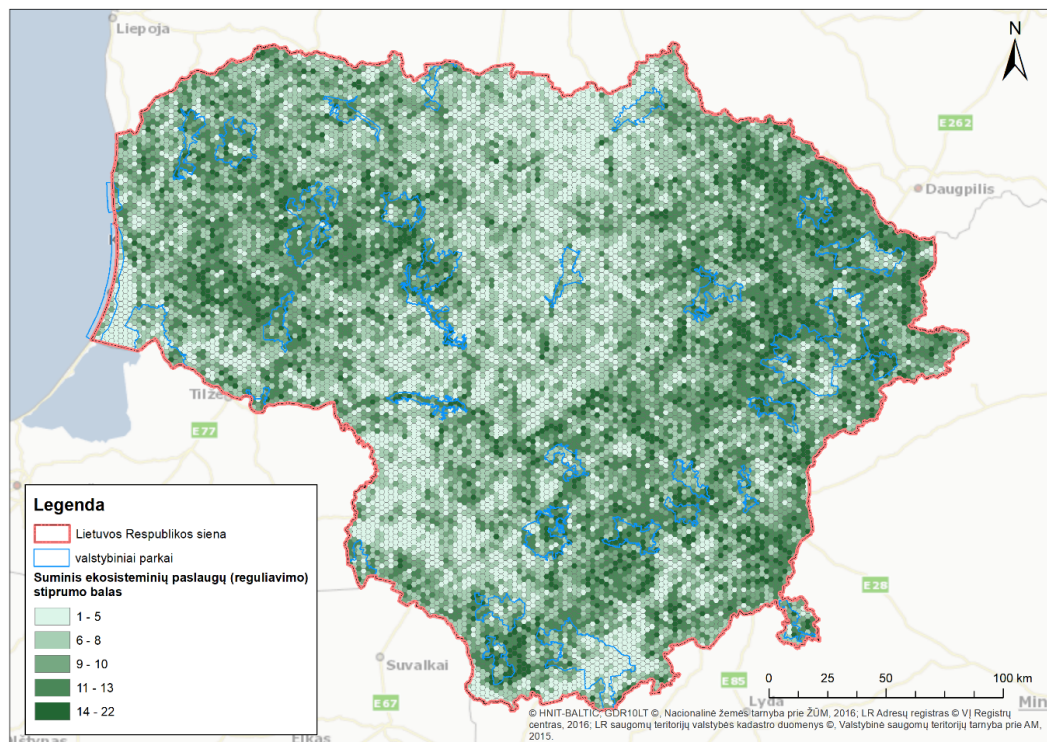 Liepoja
N
E262
Daugpilis
K
Tilžė
E77
Legenda
Lietuvos Respublikos siena
valstybiniai parkai
Suminis ekosisteminių paslaugų (reguliavimo)
stiprumo balas
1 - 5
6 - 8
9 - 10
11 - 13
14 - 22
E28
Suvalkai
E85
Lyda
E67
0 50 100 km
© HNIT-BALTIC, GDR10LT ©, Nacionalinė žemės tarnyba prie ŽŪM, 2016; LR Adresų registras © VĮ Registrų
centras, 2016; LR saugomų teritorijų valstybės kadastro duomenys ©, Valstybinė saugomų teritorijų tarnyba prie AM,
2015.